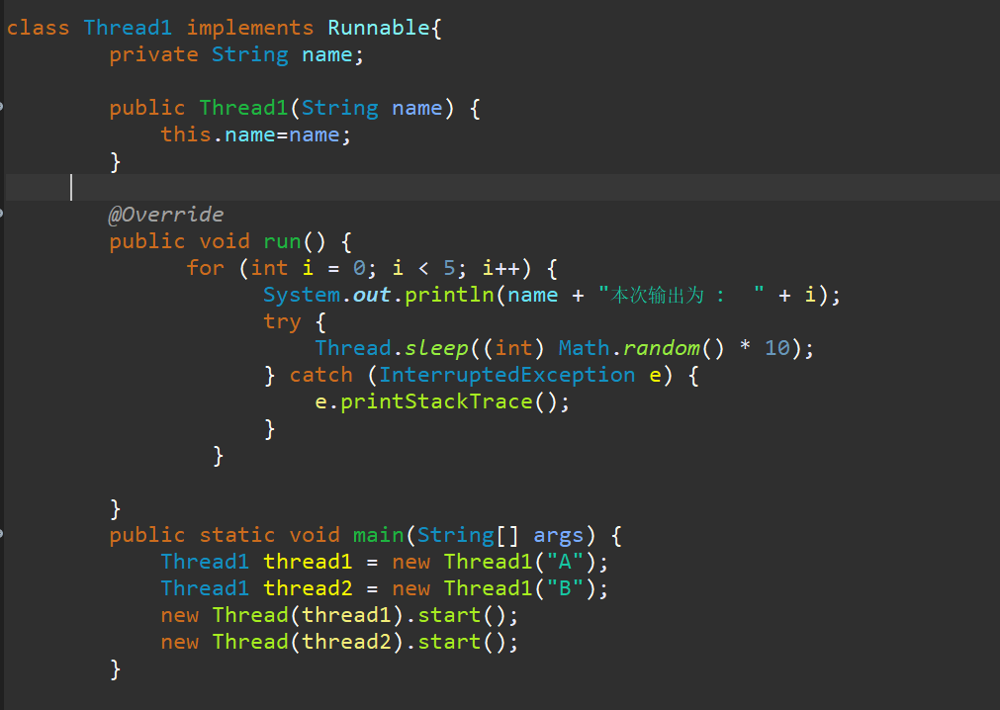 class Thread1 implements Runnable{
private String name;
public Thread1(String name) {
this.name=name;
}
@Override
public void run() {
for (int i = 0; i < 5; i++) {
System.out.println(name + "本次输出为 :  " + i);
try {
Thread.sleep((int) Math.random() * 10);
} catch (InterruptedException e) {
e.printStackTrace();
}
}
}
public static void main(String[] args) {
Thread1 thread1 = new Thread1("A");
Thread1 thread2 = new Thread1("B");
new Thread(thread1).start();
new Thread(thread2).start();
}